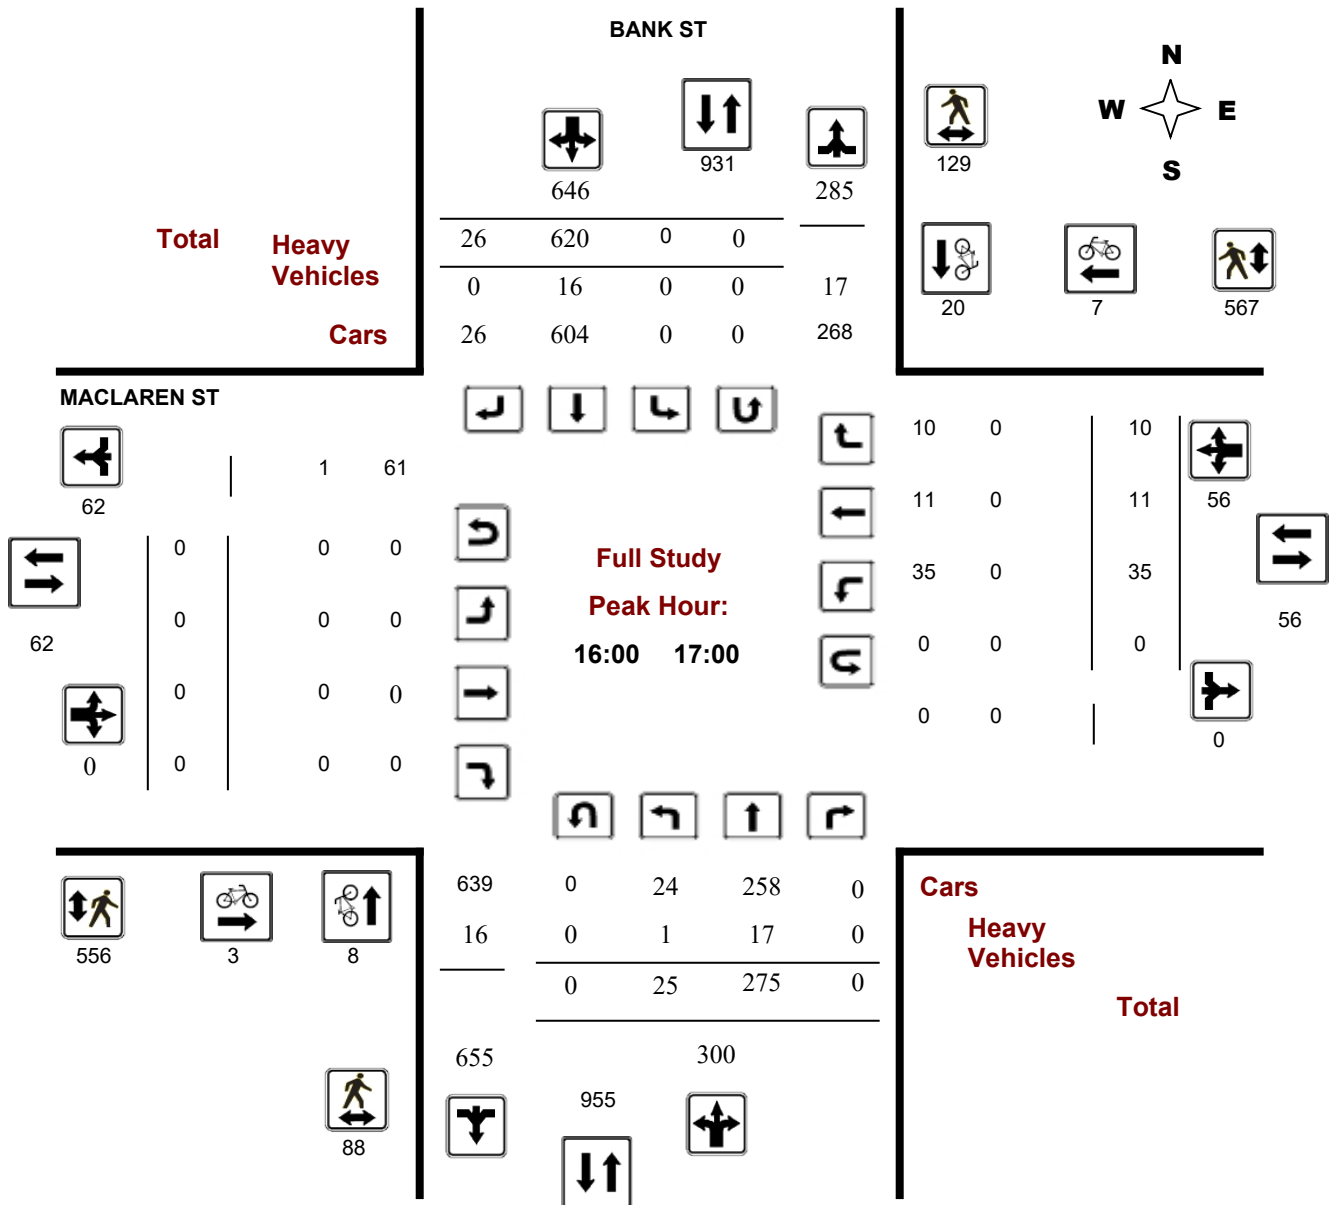 BANK ST
N
W E
S
931
129
646
285
Total
Heavy
Vehicles
Cars
26 620 0 0
0 16 0 0 17
26 604 0 0 268
20 7 567
MACLAREN ST
1 61
62
10 0 10
56
11 0 11
0 0 0
Full Study
35 0 35
0 0 0
Peak Hour:
56
62
16:00 17:00
0 0 0
0 0 0
0 0
0
0 0 0
0
639 0 24 258 0
Cars
16 0 1 17 0
Heavy
Vehicles
556 3 8
0 25 275 0
Total
655 300
955
88